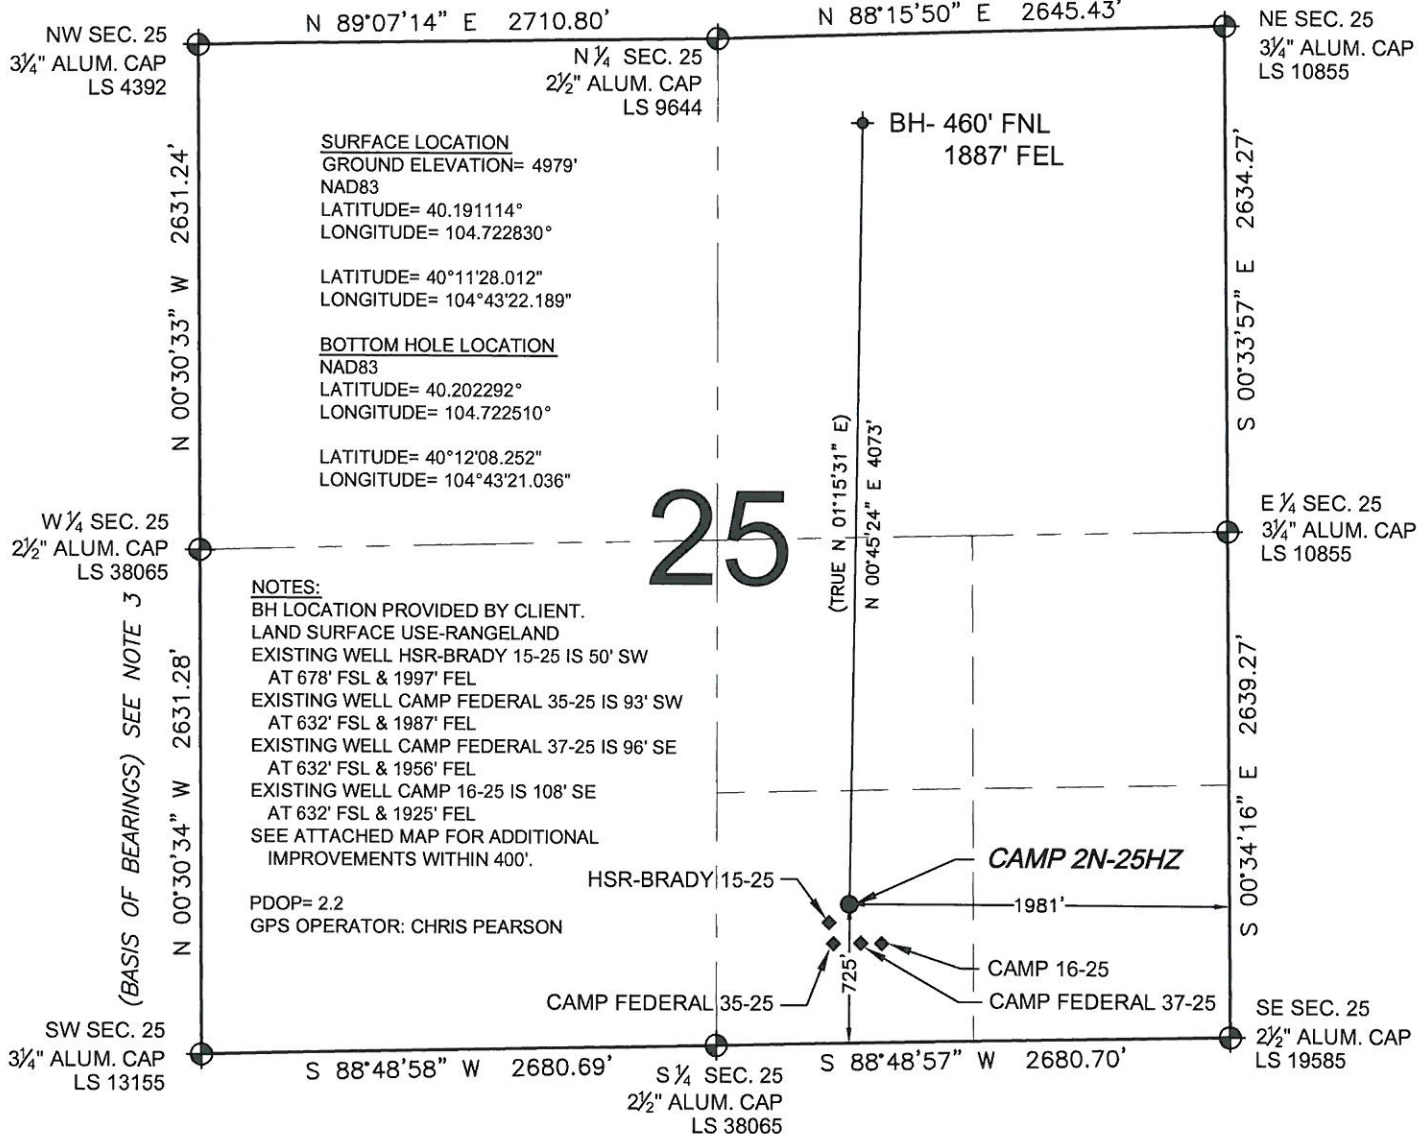 N 89°07'14" E 2710.80'
N 88°15'50" E 2645.43'
NW SEC. 25
3¼" ALUM. CAP
LS 4392
N ¼ SEC. 25
2½" ALUM. CAP
LS 9644
NE SEC. 25
3¼" ALUM. CAP
LS 10855
BH- 460' FNL
1887' FEL
SURFACE LOCATION
GROUND ELEVATION= 4979'
NAD83
LATITUDE= 40.191114°
LONGITUDE= 104.722830°
LATITUDE= 40°11'28.012"
LONGITUDE= 104°43'22.189"
BOTTOM HOLE LOCATION
NAD83
LATITUDE= 40.202292°
LONGITUDE= 104.722510°
LATITUDE= 40°12'08.252"
LONGITUDE= 104°43'21.036"
N 00°30'33" W 2631.24'
S 00°33'57" E 2634.27'
(TRUE N 01°15'31" E)
N 00°45'24" E 4073'
25
W ¼ SEC. 25
2½" ALUM. CAP
LS 38065
E ¼ SEC. 25
3¼" ALUM. CAP
LS 10855
NOTES:
BH LOCATION PROVIDED BY CLIENT.
LAND SURFACE USE-RANGELAND
EXISTING WELL HSR-BRADY 15-25 IS 50' SW
AT 678' FSL & 1997' FEL
EXISTING WELL CAMP FEDERAL 35-25 IS 93' SW
AT 632' FSL & 1987' FEL
EXISTING WELL CAMP FEDERAL 37-25 IS 96' SE
AT 632' FSL & 1956' FEL
EXISTING WELL CAMP 16-25 IS 108' SE
AT 632' FSL & 1925' FEL
SEE ATTACHED MAP FOR ADDITIONAL
IMPROVEMENTS WITHIN 400'.
PDOP= 2.2
GPS OPERATOR: CHRIS PEARSON
(BASIS OF BEARINGS) SEE NOTE 3
N 00°30'34" W 2631.28'
S 00°34'16" E 2639.27'
HSR-BRADY 15-25
CAMP 2N-25HZ
1981'
725'
CAMP 16-25
CAMP FEDERAL 35-25
CAMP FEDERAL 37-25
SW SEC. 25
3¼" ALUM. CAP
LS 13155
S 88°48'58" W 2680.69'
S ¼ SEC. 25
2½" ALUM. CAP
LS 38065
S 88°48'57" W 2680.70'
SE SEC. 25
2½" ALUM. CAP
LS 19585